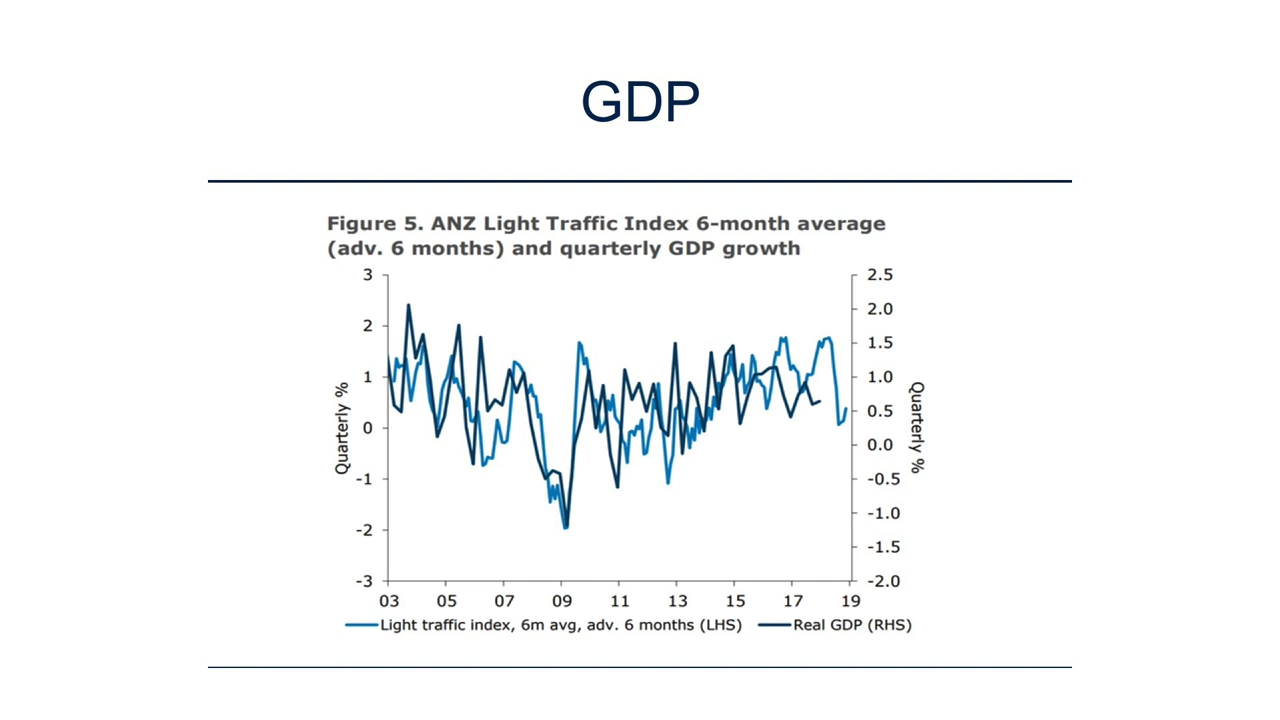 GDP
Figure 5. ANZ Light Traffic Index 6-month average
(adv. 6 months) and quarterly GDP growth
3
2
1
0
-1
-2
-3
Quarterly %
2.5
2.0
1.5
1.0
0.5
0.0
-0.5
-1.0
-1.5
-2.0
Quarterly %
03 05 07 09 11 13 15 17 19
Light traffic index, 6m avg, adv. 6 months (LHS) Real GDP (RHS)